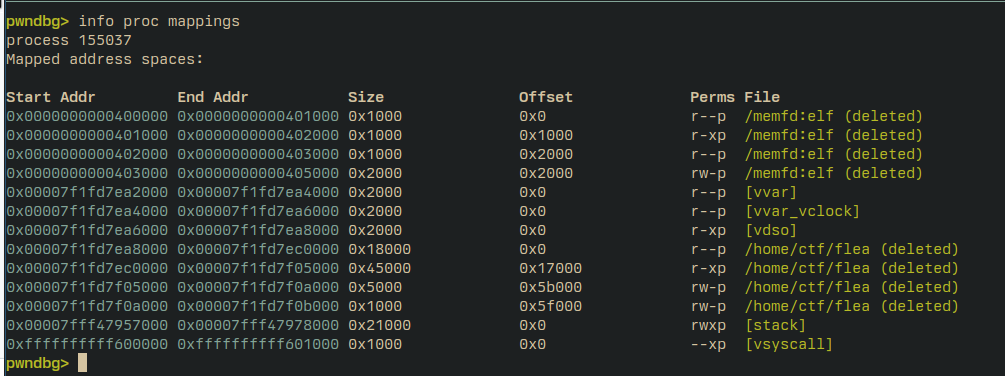 pwndbg> info proc mappings
process 155037
Mapped address spaces:
Start Addr End Addr Size Offset Perms File
0x0000000000400000 0x0000000000401000 0x1000 0x0 r--p /memfd:elf (deleted)
0x0000000000401000 0x0000000000402000 0x1000 0x1000 r-xp /memfd:elf (deleted)
0x0000000000402000 0x0000000000403000 0x1000 0x2000 r--p /memfd:elf (deleted)
0x0000000000403000 0x0000000000405000 0x2000 0x2000 rw-p /memfd:elf (deleted)
0x00007f1fd7ea2000 0x00007f1fd7ea4000 0x2000 0x0 r--p [vvar]
0x00007f1fd7ea4000 0x00007f1fd7ea6000 0x2000 0x0 r--p [vvar_vclock]
0x00007f1fd7ea6000 0x00007f1fd7ea8000 0x2000 0x0 r-xp [vdso]
0x00007f1fd7ea8000 0x00007f1fd7ec0000 0x18000 0x0 r--p /home/ctf/flea (deleted)
0x00007f1fd7ec0000 0x00007f1fd7f05000 0x45000 0x17000 r-xp /home/ctf/flea (deleted)
0x00007f1fd7f05000 0x00007f1fd7f0a000 0x5000 0x5b000 rw-p /home/ctf/flea (deleted)
0x00007f1fd7f0a000 0x00007f1fd7f0b000 0x1000 0x5f000 rw-p /home/ctf/flea (deleted)
0x00007fff47957000 0x00007fff47978000 0x21000 0x0 rwxp [stack]
0xffffffffff600000 0xffffffffff601000 0x1000 0x0 --xp [vsyscall]
pwndbg>